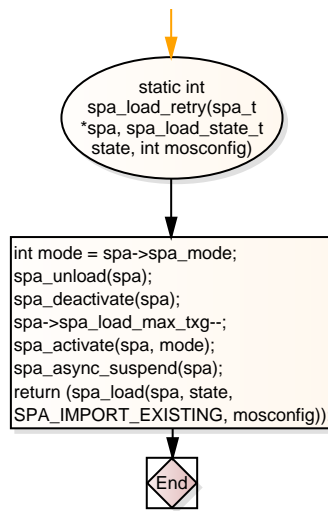 static int
spa_load_retry(spa_t
*spa, spa_load_state_t
state, int mosconfig)
int mode = spa->spa_mode;
spa_unload(spa);
spa_deactivate(spa);
spa->spa_load_max_txg--;
spa_activate(spa, mode);
spa_async_suspend(spa);
return (spa_load(spa, state,
SPA_IMPORT_EXISTING, mosconfig))
End